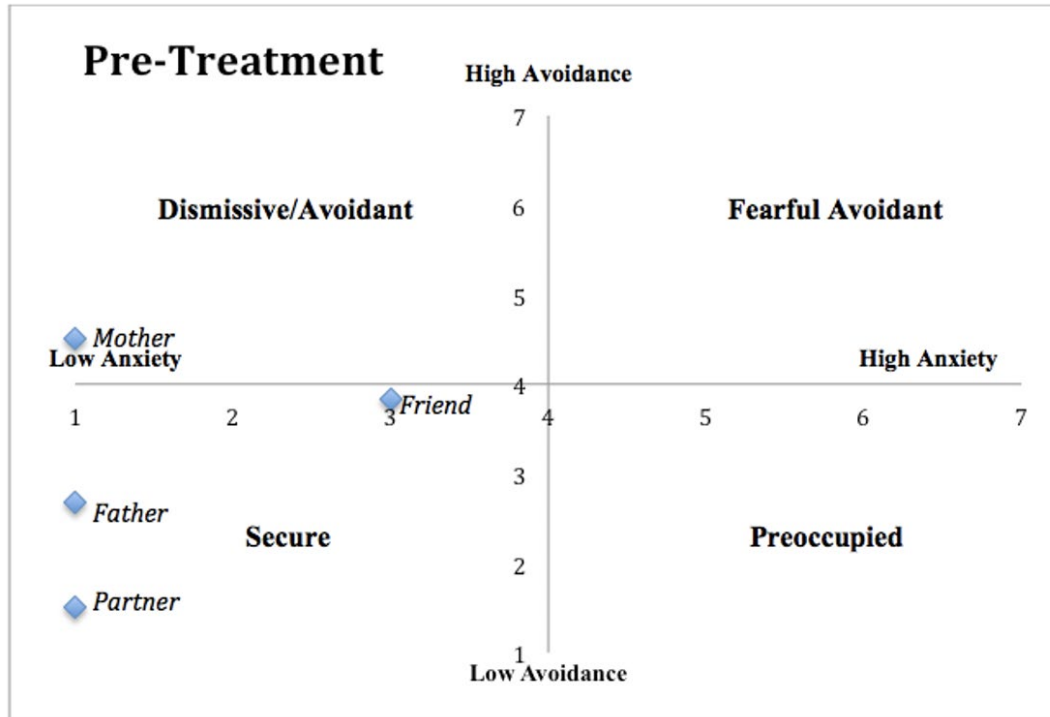 Pre-Treatment
High Avoidance
7
Dismissive/Avoidant
6
Fearful Avoidant
5
Mother
Low Anxiety
High Anxiety
4
Friend
1 2 3 4 5 6 7
3
Father
Secure
Preoccupied
2
Partner
1
Low Avoidance